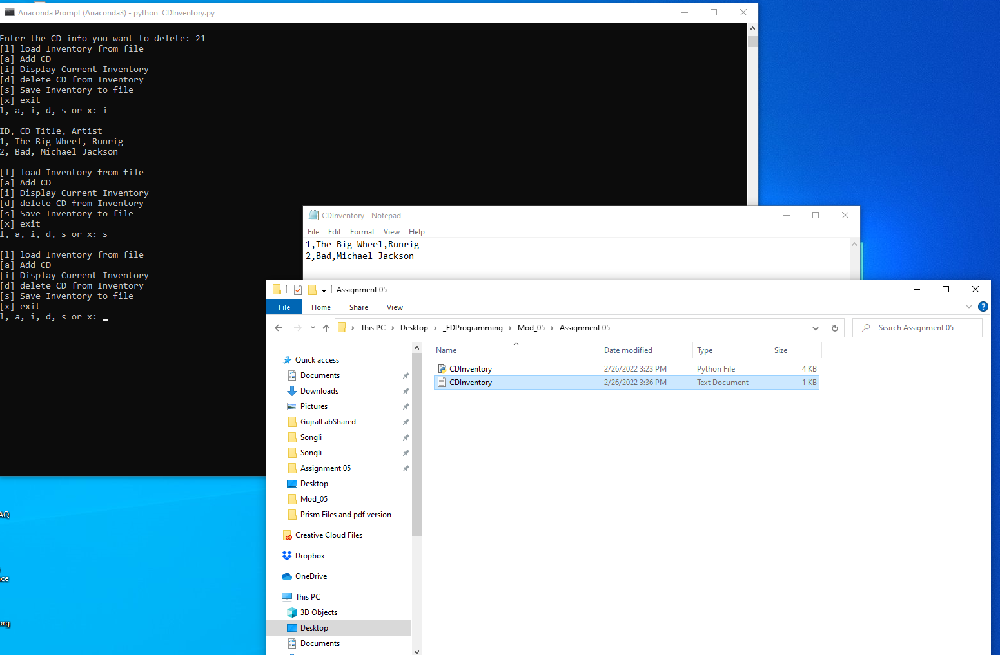 Anaconda Prompt (Anaconda3) - python  CDInventory.py
Enter the CD info you want to delete: 21
[l] load Inventory from file
[a] Add CD
[i] Display Current Inventory
[d] delete CD from Inventory
[s] Save Inventory to file
[x] exit
l, a, i, d, s or x: i
ID, CD Title, Artist
1, The Big Wheel, Runrig
2, Bad, Michael Jackson
[l] load Inventory from file
[a] Add CD
[i] Display Current Inventory
[d] delete CD from Inventory
[s] Save Inventory to file
[x] exit
l, a, i, d, s or x: s
[l] load Inventory from file
[a] Add CD
[i] Display Current Inventory
[d] delete CD from Inventory
[s] Save Inventory to file
[x] exit
l, a, i, d, s or x:
CDInventory - Notepad
File Edit Format View Help
1,The Big Wheel,Runrig
2,Bad,Michael Jackson
Assignment 05
File Home Share View
This PC > Desktop > _FDProgramming > Mod_05 > Assignment 05
Search Assignment 05
Name Date modified Type Size
CDInventory 2/26/2022 3:23 PM Python File 4 KB
CDInventory 2/26/2022 3:36 PM Text Document 1 KB
Quick access
Documents
Downloads
Pictures
GujralLabShared
Songli
Songli
Assignment 05
Desktop
Mod_05
Prism Files and pdf version
Creative Cloud Files
Dropbox
OneDrive
This PC
3D Objects
Desktop
Documents
AQ
ce
org